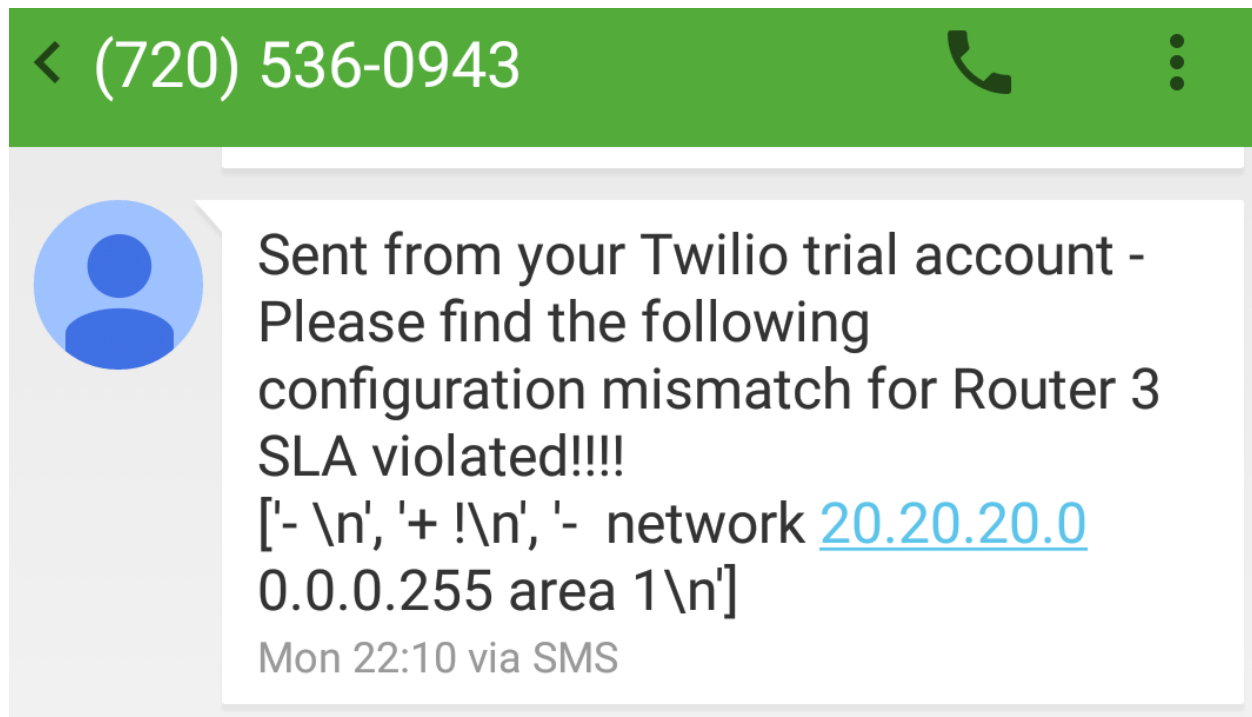 (720) 536-0943
Sent from your Twilio trial account -
Please find the following
configuration mismatch for Router 3
SLA violated!!!!
['- \n', '+ !\n', '-  network 20.20.20.0
0.0.0.255 area 1\n']
Mon 22:10 via SMS